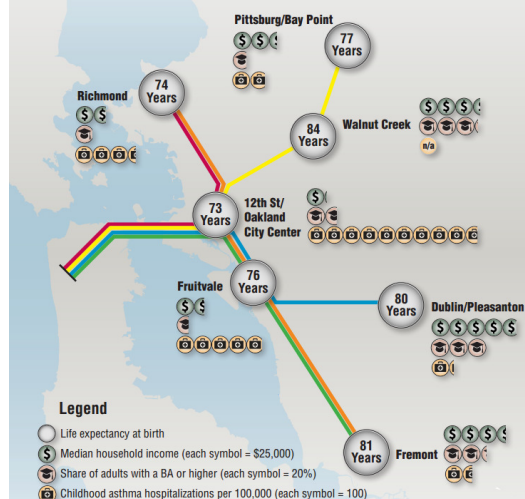 Pittsburg/Bay Point
77
Years
74
Years
Richmond
84
Years
Walnut Creek
n/a
73
Years
12th St/
Oakland
City Center
76
Years
Fruitvale
80
Years
Dublin/Pleasanton
81
Years
Fremont
Legend
Life expectancy at birth
$ Median household income (each symbol = $25,000)
Share of adults with a BA or higher (each symbol = 20%)
Childhood asthma hospitalizations per 100,000 (each symbol = 100)